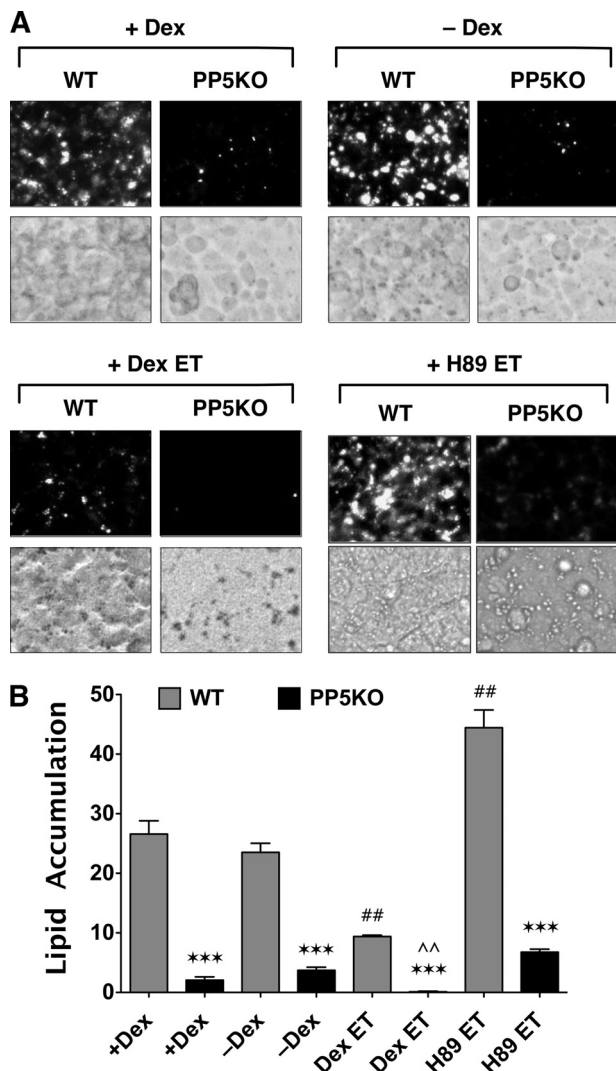 A
+ Dex
– Dex
WT
PP5KO
WT
PP5KO
+ Dex ET
+ H89 ET
WT
PP5KO
WT
PP5KO
B
50
40
30
20
10
0
Lipid Accumulation
WT
PP5KO
***
***
##
^^
***
##
***
+Dex
+Dex
–Dex
–Dex
Dex ET
Dex ET
H89 ET
H89 ET